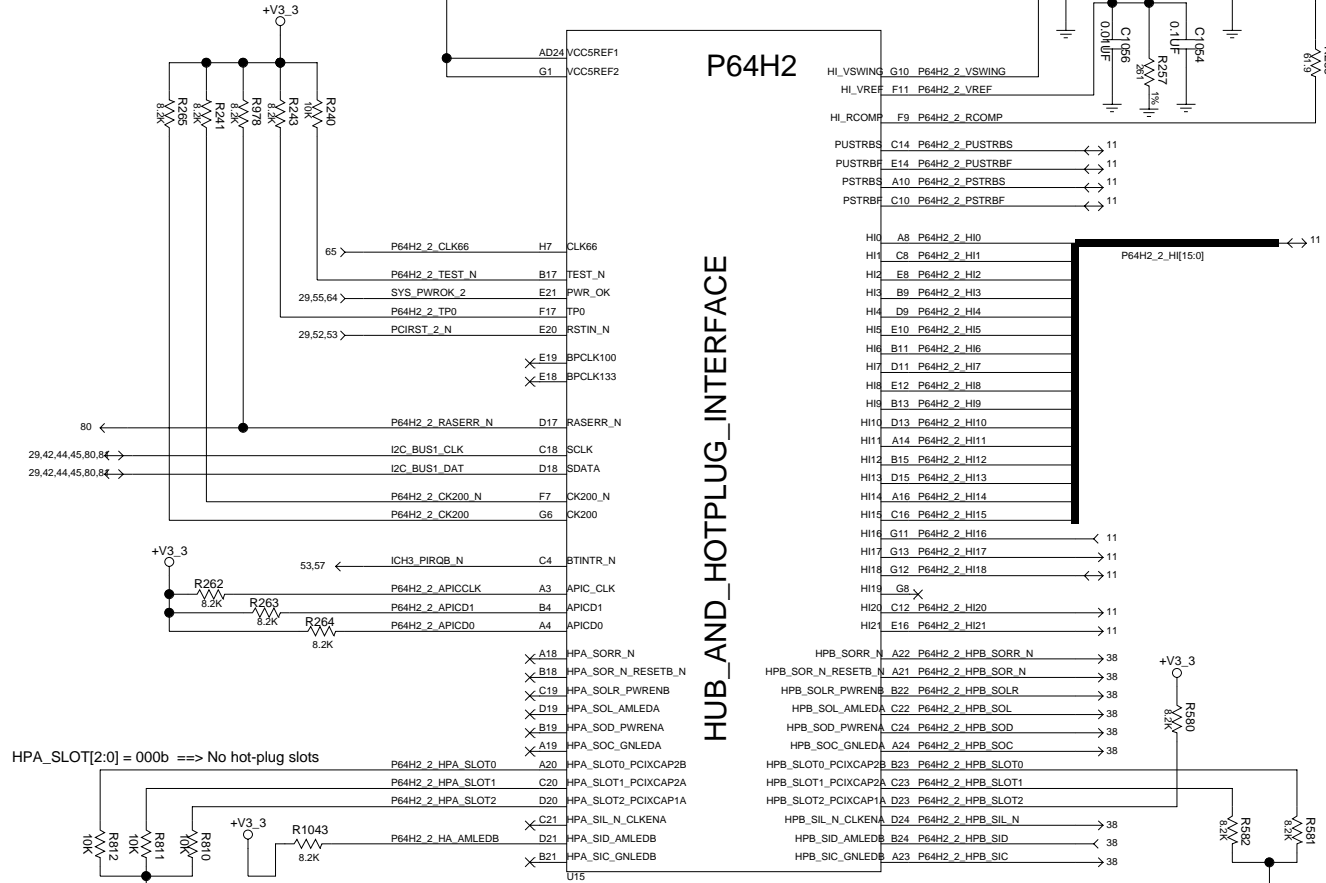 +V3_3
R265
8.2K
R241
8.2K
R978
8.2K
R243
8.2K
R240
10K
P64H2
HUB_AND_HOTPLUG_INTERFACE
U15
AD24 VCC5REF1
G1 VCC5REF2
65 P64H2_2_CLK66 H7 CLK66
P64H2_2_TEST_N B17 TEST_N
29,55,64 SYS_PWROK_2 E21 PWR_OK
P64H2_2_TP0 F17 TP0
29,52,53 PCIRST_2_N E20 RSTIN_N
E19 BPCLK100
E18 BPCLK133
80 P64H2_2_RASERR_N D17 RASERR_N
29,42,44,45,80,8 I2C_BUS1_CLK C18 SCLK
29,42,44,45,80,8 I2C_BUS1_DAT D18 SDATA
P64H2_2_CK200_N F7 CK200_N
P64H2_2_CK200 G6 CK200
+V3_3
53,57 ICH3_PIRQB_N C4 BTINTR_N
R262
8.2K
P64H2_2_APICCLK A3 APIC_CLK
R263
8.2K
P64H2_2_APICD1 B4 APICD1
R264
8.2K
P64H2_2_APICD0 A4 APICD0
A18 HPA_SORR_N
B18 HPA_SOR_N_RESETB_N
C19 HPA_SOLR_PWRENB
D19 HPA_SOL_AMLEDA
B19 HPA_SOD_PWRENA
A19 HPA_SOC_GNLEDA
HPA_SLOT[2:0] = 000b ==> No hot-plug slots
P64H2_2_HPA_SLOT0 A20 HPA_SLOT0_PCIXCAP2B
P64H2_2_HPA_SLOT1 C20 HPA_SLOT1_PCIXCAP2A
P64H2_2_HPA_SLOT2 D20 HPA_SLOT2_PCIXCAP1A
C21 HPA_SIL_N_CLKENA
P64H2_2_HA_AMLEDB D21 HPA_SID_AMLEDB
B21 HPA_SIC_GNLEDB
R812
10K
R811
10K
R810
10K
+V3_3
R1043
8.2K
HI_VSWING G10 P64H2_2_VSWING
HI_VREF F11 P64H2_2_VREF
HI_RCOMP F9 P64H2_2_RCOMP
C1056
0.01UF
R257
261
1%
C1054
0.1UF
61.9
PUSTRBS C14 P64H2_2_PUSTRBS 11
PUSTRBF E14 P64H2_2_PUSTRBF 11
PSTRBS A10 P64H2_2_PSTRBS 11
PSTRBF C10 P64H2_2_PSTRBF 11
HI0 A8 P64H2_2_HI0
HI1 C8 P64H2_2_HI1
HI2 E8 P64H2_2_HI2
HI3 B9 P64H2_2_HI3
HI4 D9 P64H2_2_HI4
HI5 E10 P64H2_2_HI5
HI6 B11 P64H2_2_HI6
HI7 D11 P64H2_2_HI7
HI8 E12 P64H2_2_HI8
HI9 B13 P64H2_2_HI9
HI10 D13 P64H2_2_HI10
HI11 A14 P64H2_2_HI11
HI12 B15 P64H2_2_HI12
HI13 D15 P64H2_2_HI13
HI14 A16 P64H2_2_HI14
HI15 C16 P64H2_2_HI15
P64H2_2_HI[15:0] 11
HI16 G11 P64H2_2_HI16 11
HI17 G13 P64H2_2_HI17 11
HI18 G12 P64H2_2_HI18 11
HI19 G8
HI20 C12 P64H2_2_HI20 11
HI21 E16 P64H2_2_HI21 11
HPB_SORR_N A22 P64H2_2_HPB_SORR_N 38
HPB_SOR_N_RESETB_N A21 P64H2_2_HPB_SOR_N 38
HPB_SOLR_PWRENB B22 P64H2_2_HPB_SOLR 38
HPB_SOL_AMLEDA C22 P64H2_2_HPB_SOL 38
HPB_SOD_PWRENA C24 P64H2_2_HPB_SOD 38
HPB_SOC_GNLEDA A24 P64H2_2_HPB_SOC 38
HPB_SLOT0_PCIXCAP2B B23 P64H2_2_HPB_SLOT0
HPB_SLOT1_PCIXCAP2A C23 P64H2_2_HPB_SLOT1
HPB_SLOT2_PCIXCAP1A D23 P64H2_2_HPB_SLOT2
HPB_SIL_N_CLKENA D24 P64H2_2_HPB_SIL_N 38
HPB_SID_AMLEDB B24 P64H2_2_HPB_SID 38
HPB_SIC_GNLEDB A23 P64H2_2_HPB_SIC 38
+V3_3
R580
8.2K
R582
8.2K
R581
8.2K